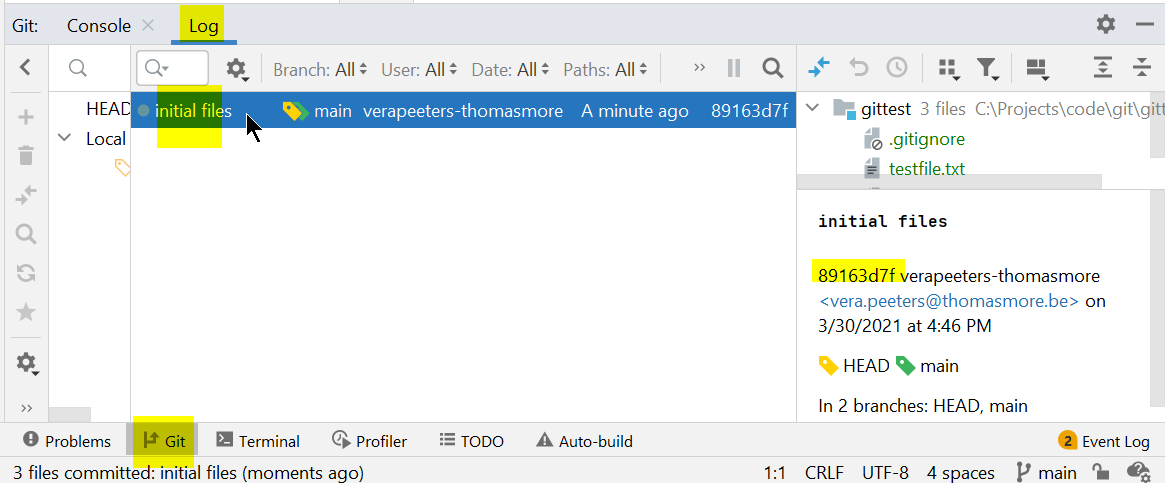 Git: Console Log
Branch: All User: All Date: All Paths: All
HEAD
Local
initial files main verapeeters-thomasmore A minute ago 89163d7f
gittest 3 files C:\Projects\code\git\gitt
.gitignore
testfile.txt
initial files
89163d7f verapeeters-thomasmore
<vera.peeters@thomasmore.be> on
3/30/2021 at 4:46 PM
HEAD main
In 2 branches: HEAD, main
Problems Git Terminal Profiler TODO Auto-build 2 Event Log
3 files committed: initial files (moments ago) 1:1 CRLF UTF-8 4 spaces main